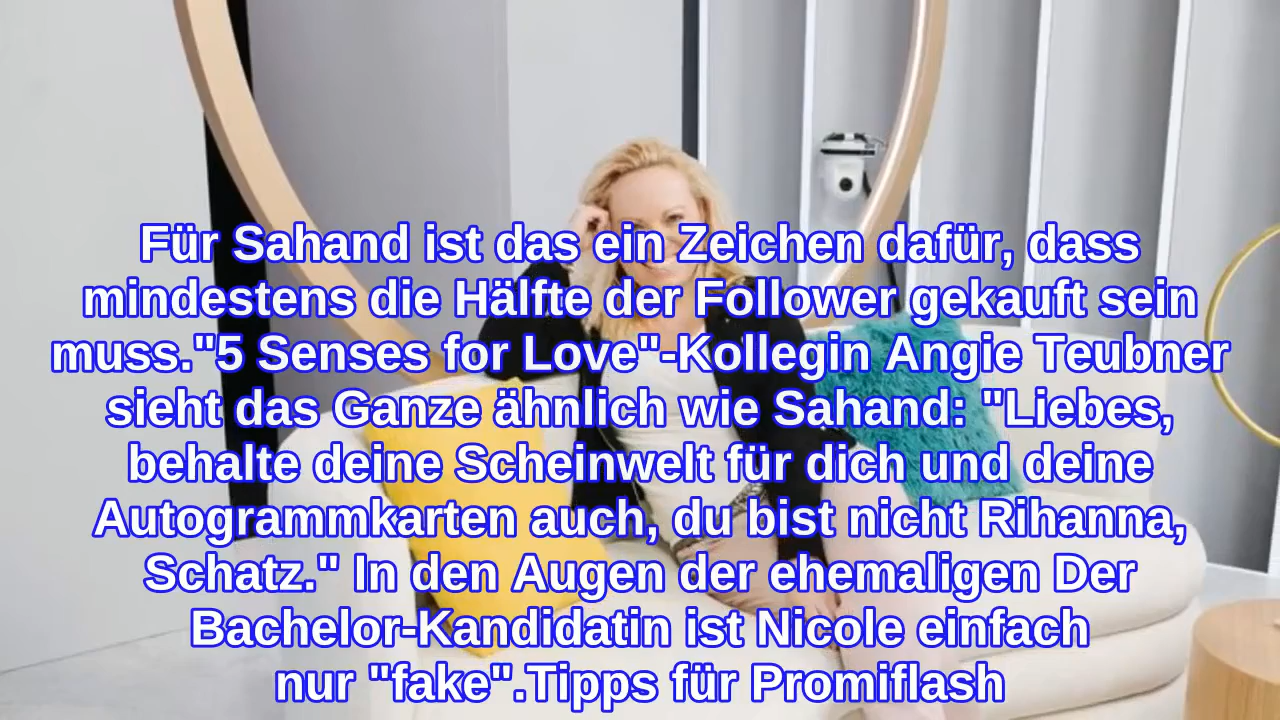 Für Sahand ist das ein Zeichen dafür, dass
mindestens die Hälfte der Follower gekauft sein
muss."5 Senses for Love"-Kollegin Angie Teubner
sieht das Ganze ähnlich wie Sahand: "Liebes,
behalte deine Scheinwelt für dich und deine
Autogrammkarten auch, du bist nicht Rihanna,
Schatz." In den Augen der ehemaligen Der
Bachelor-Kandidatin ist Nicole einfach
nur "fake".Tipps für Promiflash